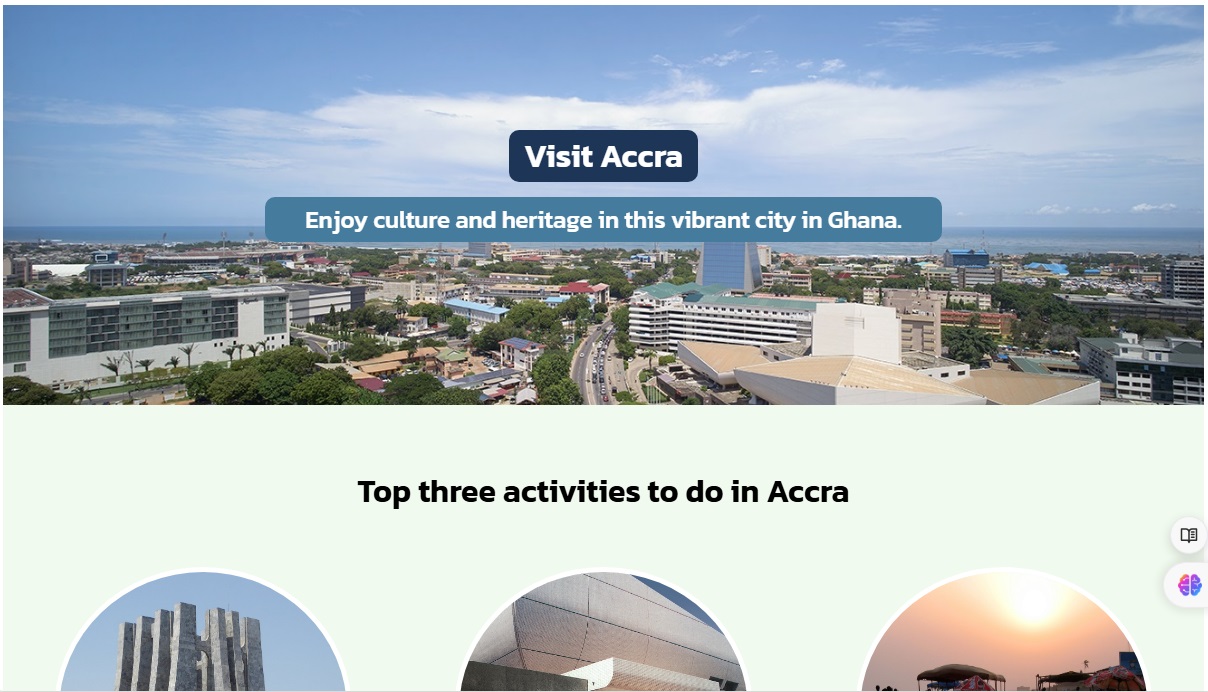 Visit Accra
Enjoy culture and heritage in this vibrant city in Ghana.
Top three activities to do in Accra